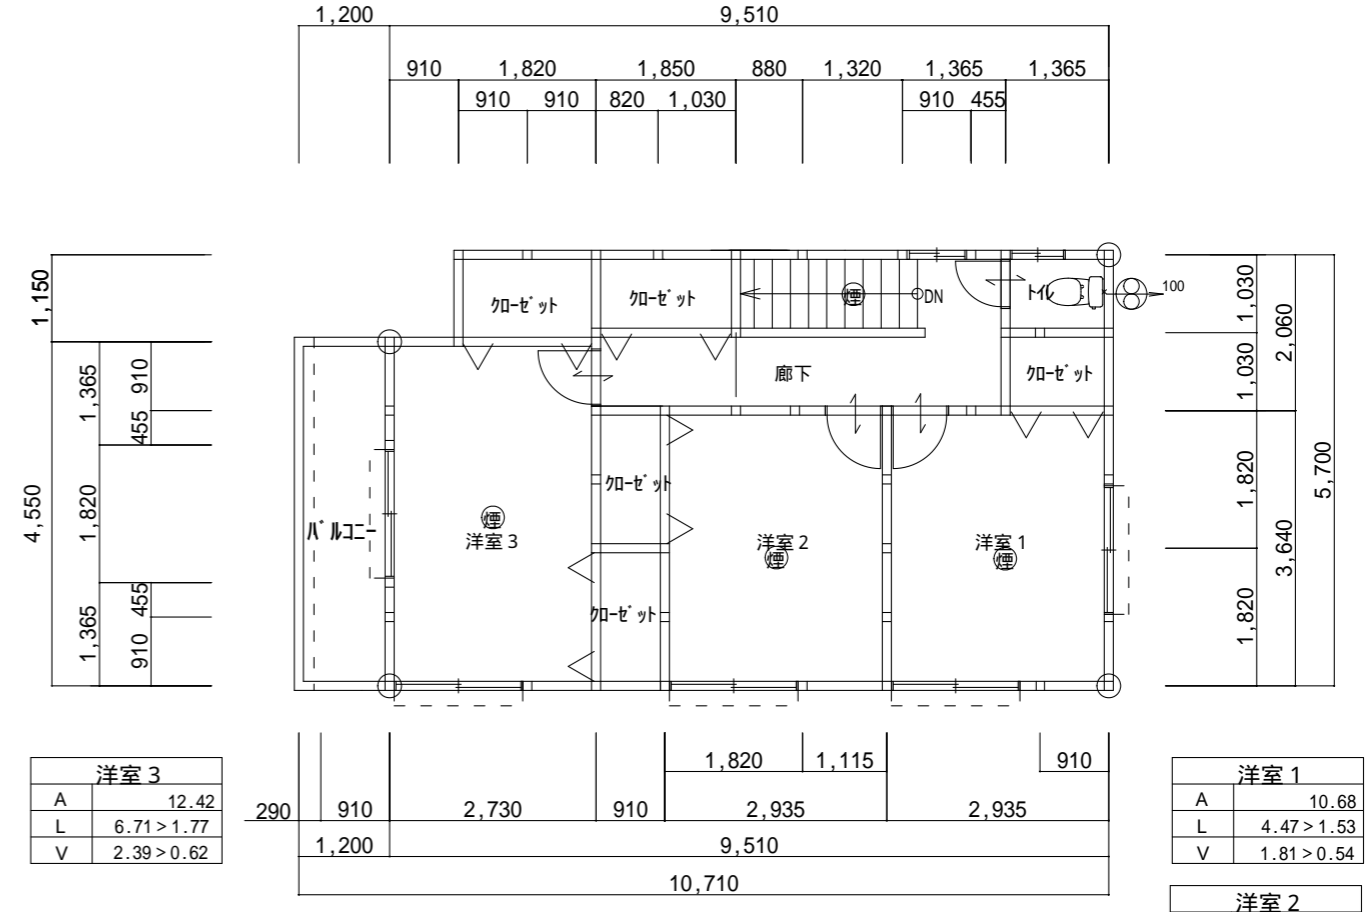 1,200 9,510
910 1,820 1,850 880 1,320 1,365 1,365
910 910 820 1,030 910 455
1,150
1,365
910
455
4,550
1,820
1,365
455
910
1,030
2,060
1,030
1,820
5,700
3,640
1,820
クローゼット クローゼット 煙 DN トイレ 100
廊下 クローゼット
クローゼット
バルコニー 煙
洋室3 洋室2 洋室1
煙 煙
クローゼット
1,820 1,115 910
290 910 2,730 910 2,935 2,935
1,200 9,510
10,710
洋室3
A 12.42
L 6.71>1.77
V 2.39>0.62
洋室1
A 10.68
L 4.47>1.53
V 1.81>0.54
洋室2